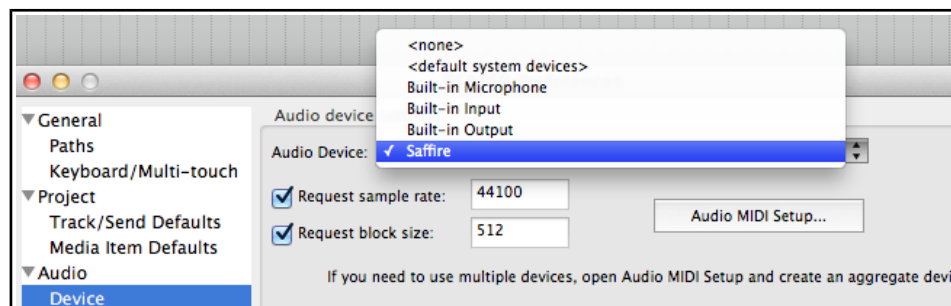 <none>
<default system devices>
Built-in Microphone
Built-in Input
Built-in Output
✓ Saffire
General
Paths
Keyboard/Multi-touch
Project
Track/Send Defaults
Media Item Defaults
Audio
Device
Audio device
Audio Device:
Request sample rate: 44100
Request block size: 512
Audio MIDI Setup...
If you need to use multiple devices, open Audio MIDI Setup and create an aggregate devi